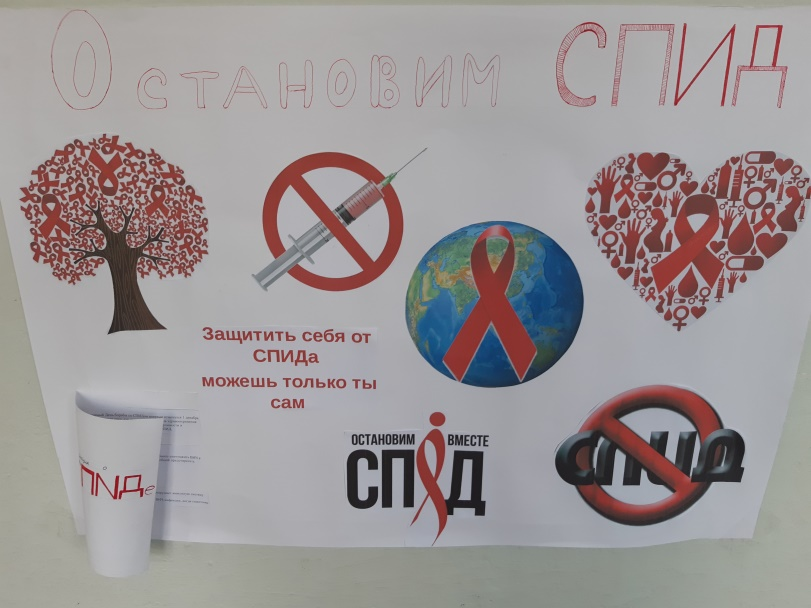 Остановим СПИД
Защитить себя от
СПИДа
можешь только ты
сам
ОСТАНОВИМ ВМЕСТЕ
СПИД
СПИД